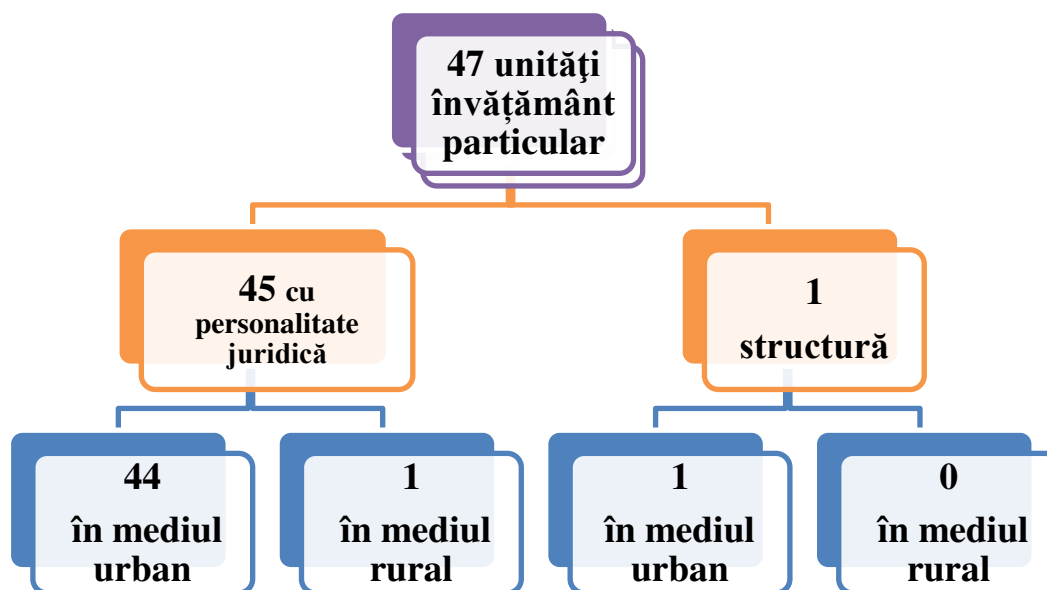 47 unităţi
învățământ
particular
45 cu
personalitate
juridică
1
structură
44
în mediul
urban
1
în mediul
rural
1
în mediul
urban
0
în mediul
rural